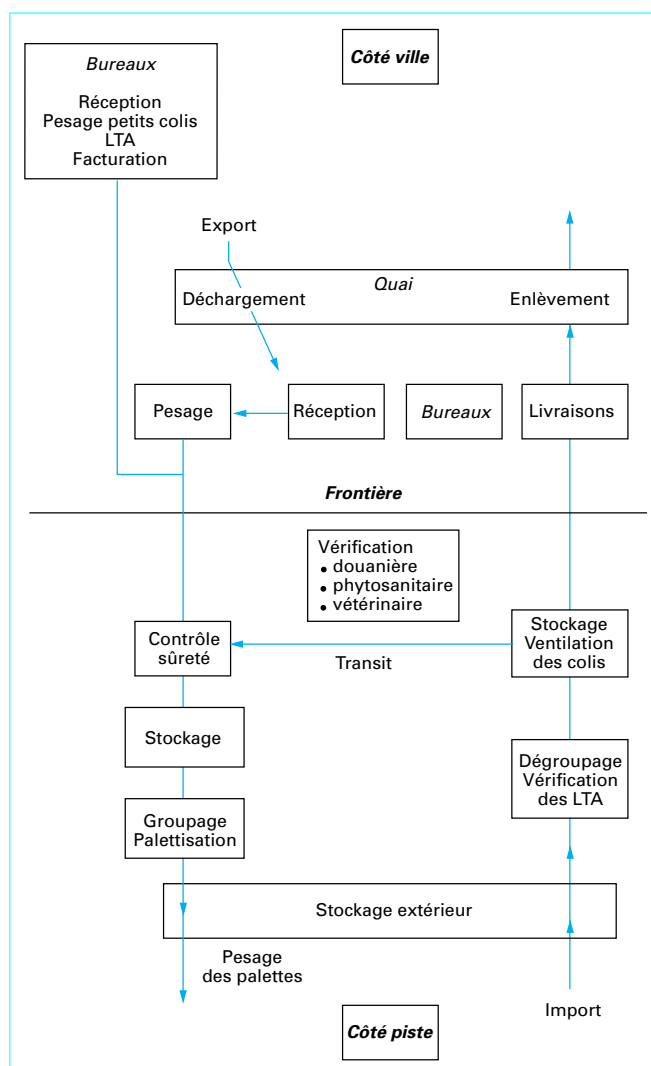 Côté ville
Bureaux
Réception
Pesage petits colis
LTA
Facturation
Export
Quai
Déchargement
Enlèvement
Pesage
Réception
Bureaux
Livraisons
Frontière
Vérification
• douanière
• phytosanitaire
• vétérinaire
Contrôle
sûreté
Transit
Stockage
Ventilation
des colis
Stockage
Dégroupage
Vérification
des LTA
Groupage
Palettisation
Stockage extérieur
Pesage
des palettes
Import
Côté piste